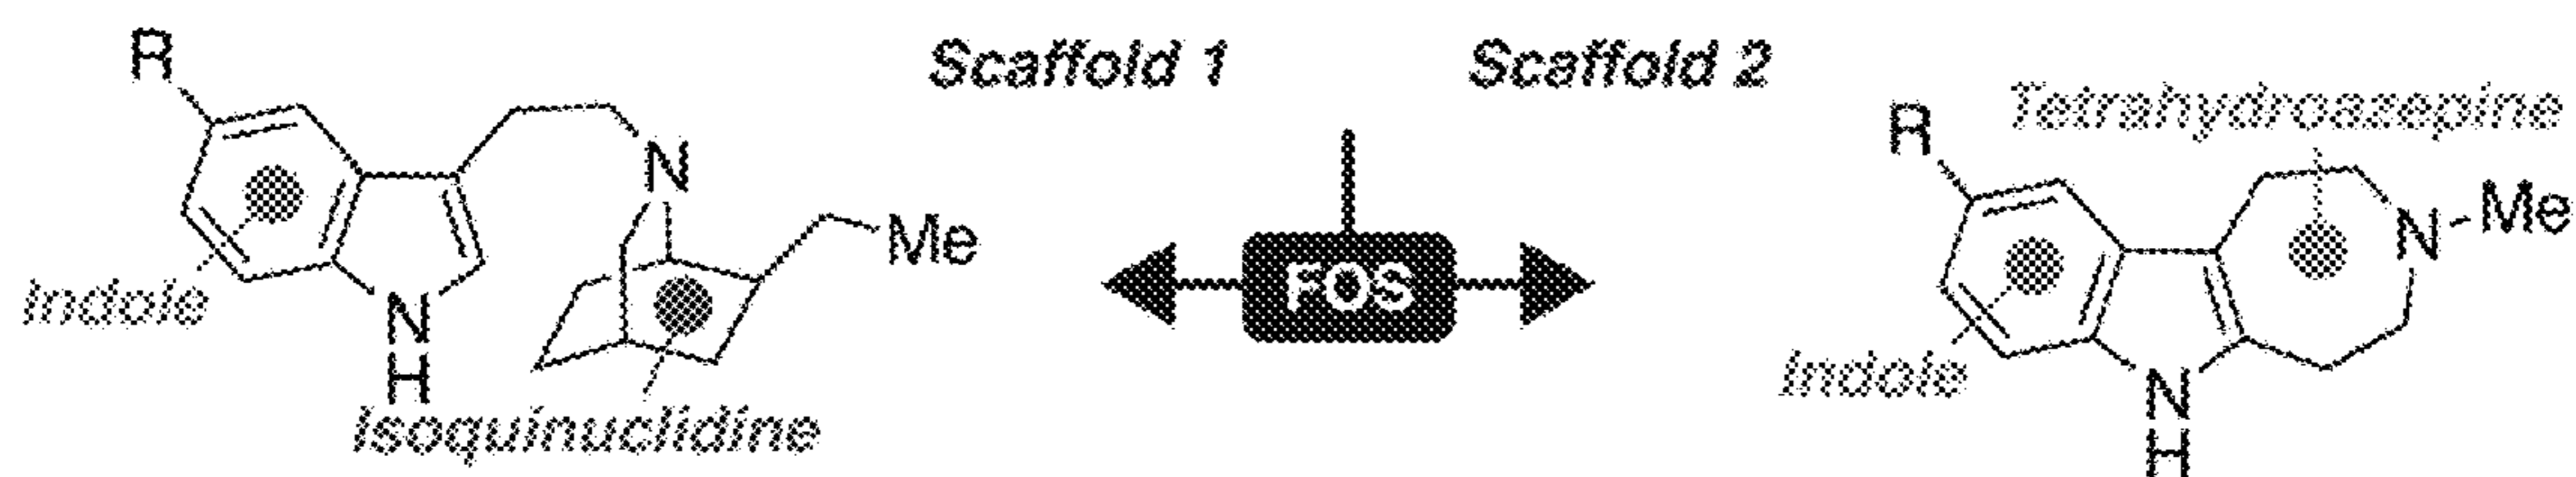 R
Scaffold 1
Scaffold 2
Tetrahydroazepine
R
N
Me
N
Me
FOS
Indole
N
H
Indole
N
H
Isoquinuclidine